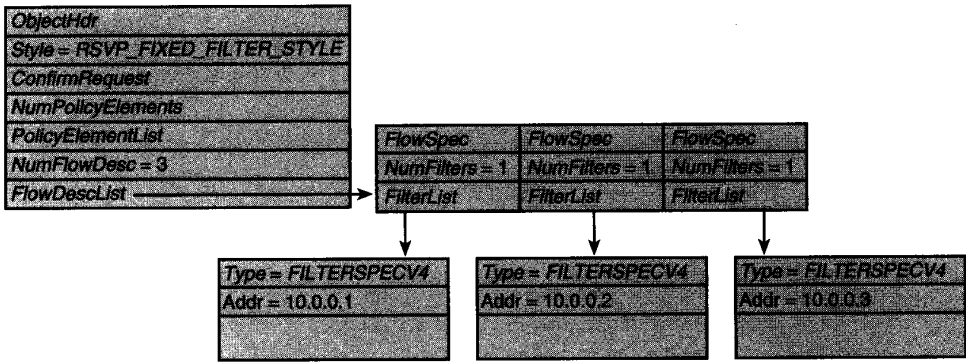 ObjectHdr
Style = RSVP_FIXED_FILTER_STYLE
ConfirmRequest
NumPolicyElements
PolicyElementList
NumFlowDesc = 3
FlowDescList
FlowSpec FlowSpec FlowSpec
NumFilters = 1 NumFilters = 1 NumFilters = 1
FilterList FilterList FilterList
Type = FILTERSPECV4 Type = FILTERSPECV4 Type = FILTERSPECV4
Addr = 10.0.0.1 Addr = 10.0.0.2 Addr = 10.0.0.3